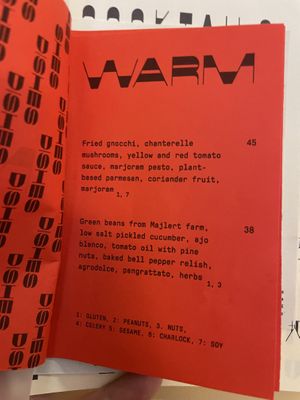 WARM
Fried gnocchi, chanterelle 45
mushrooms, yellow and red tomato
sauce, marjoram pesto, plant-
based parmesan, coriander fruit,
marjoram 1, 7
Green beans from Majlert farm, 38
low salt pickled cucumber, ajo
blanco, tomato oil with pine
nuts, baked bell pepper relish,
agrodolce, pangrattato, herbs
1, 3
1: GLUTEN, 2: PEANUTS, 3. NUTS,
4: CELERY 5: SESAME, 6: CHARLOCK, 7: SOY